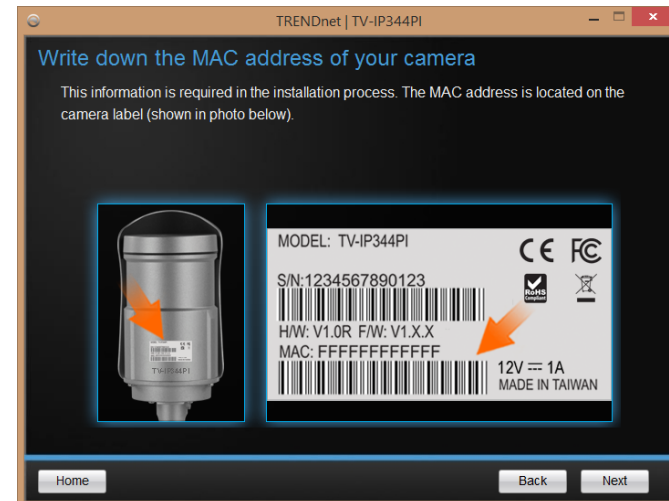 TRENDnet | TV-IP344PI
Write down the MAC address of your camera
This information is required in the installation process. The MAC address is located on the
camera label (shown in photo below).
TV-IP344PI
MODEL: TV-IP344PI
CE FC
S/N:1234567890123
RoHS
Compliant
H/W: V1.0R F/W: V1.X.X
MAC: FFFFFFFFFFFF
12V 1A
MADE IN TAIWAN
Home
Back
Next